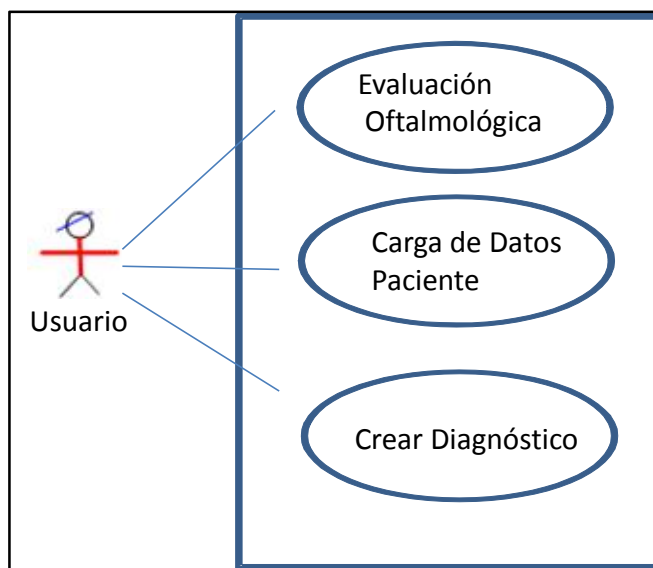 Evaluación
Oftalmológica
Carga de Datos
Paciente
Usuario
Crear Diagnóstico